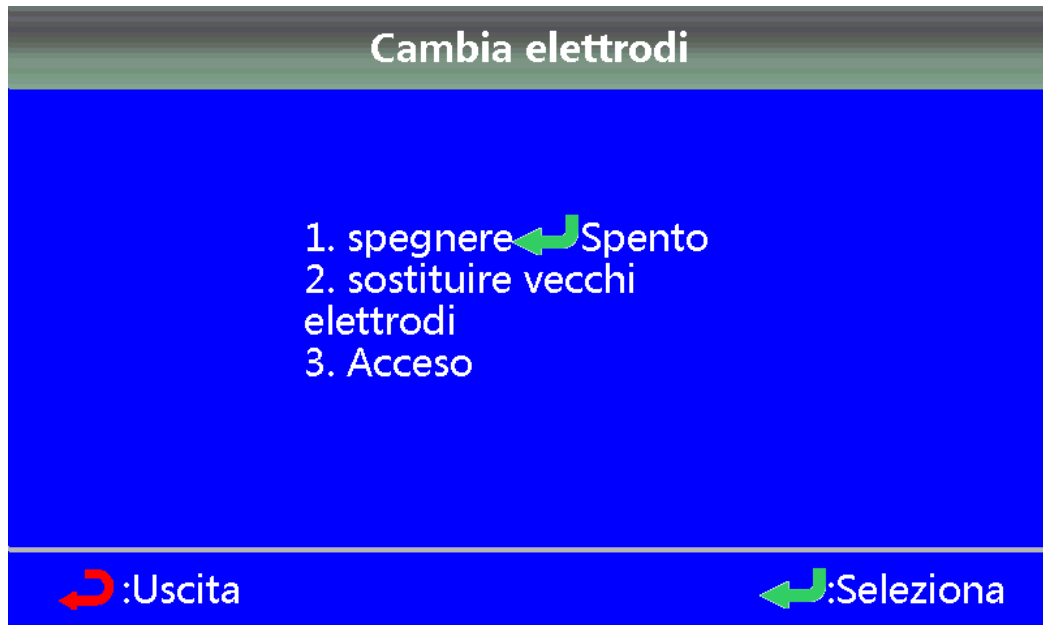 Cambia elettrodi
1. spegnere Spento
2. sostituire vecchi
elettrodi
3. Acceso
:Uscita
:Seleziona